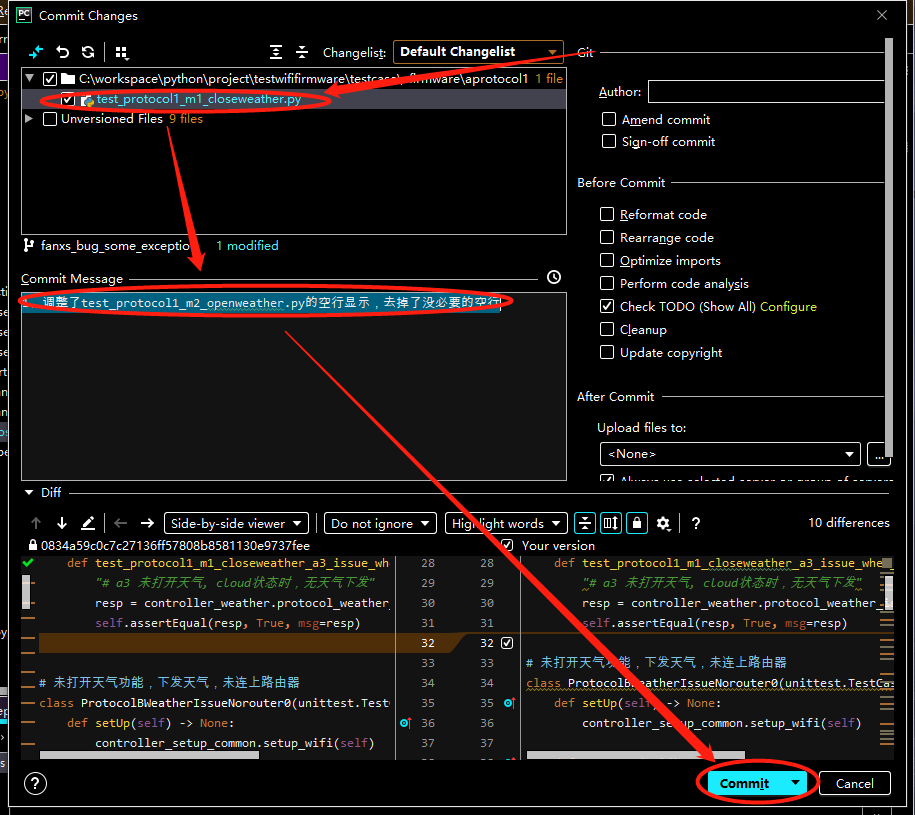 Commit Changes
Changelist: Default Changelist
Git
C:\workspace\python\project\testwififirmware\testcase\firmware\aprotocol1 1 file
test_protocol1_m1_closeweather.py
Unversioned Files 9 files
Author:
Amend commit
Sign-off commit
Before Commit
Reformat code
Rearrange code
Optimize imports
Perform code analysis
Check TODO (Show All) Configure
Cleanup
Update copyright
fanxs_bug_some_exceptio 1 modified
Commit Message
调整了test_protocol1_m2_openweather.py的空行显示，去掉了没必要的空行
After Commit
Upload files to:
<None>
...
Always use selected server or group of servers
Diff
Side-by-side viewer Do not ignore Highlight words ? 10 differences
0834a59c0c7c27136ff57808b8581130e9737fee Your version
def test_protocol1_m1_closeweather_a3_issue_wh 28 28 def test_protocol1_m1_closeweather_a3_issue_whe
"# a3 未打开天气, cloud状态时，无天气下发" 29 29 "# a3 未打开天气, cloud状态时，无天气下发"
resp = controller_weather.protocol_weather_ 30 30 resp = controller_weather.protocol_weather_
self.assertEqual(resp, True, msg=resp) 31 31 self.assertEqual(resp, True, msg=resp)
32 32
33 33 # 未打开天气功能，下发天气，未连上路由器
# 未打开天气功能，下发天气，未连上路由器 34 34 class ProtocolBWeatherIssueNorouter0(unittest.TestCas
class ProtocolBWeatherIssueNorouter0(unittest.Test 35 35 def setUp(self) -> None:
def setUp(self) -> None: 36 36 controller_setup_common.setup_wifi(self)
controller_setup_common.setup_wifi(self) 37 37
? Commit Cancel